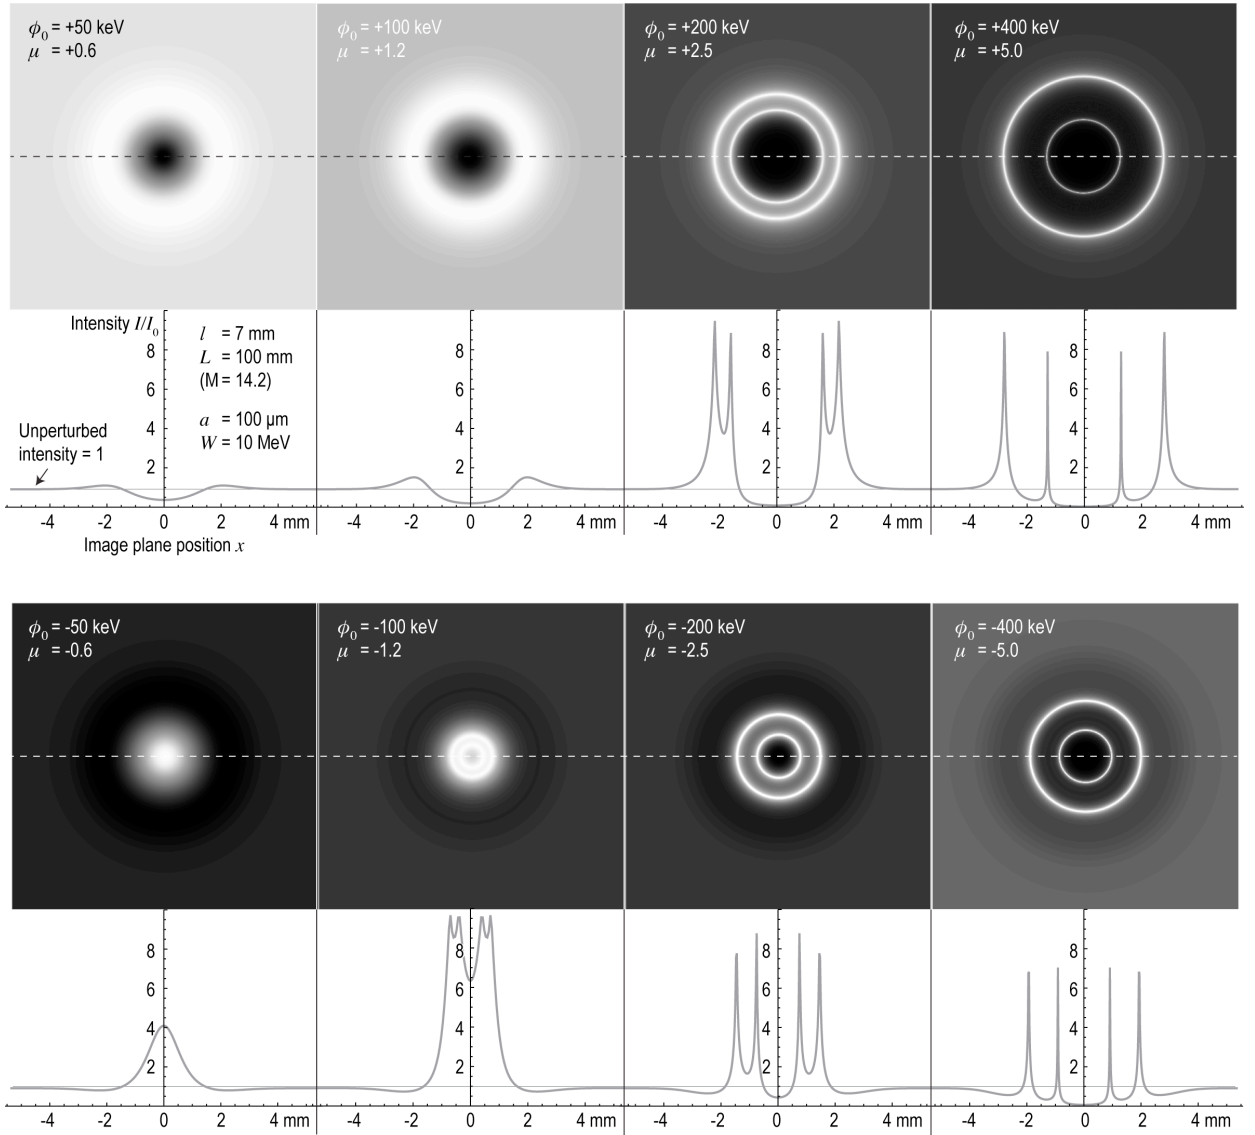 ϕ₀ = +50 keV
μ = +0.6
ϕ₀ = +100 keV
μ = +1.2
ϕ₀ = +200 keV
μ = +2.5
ϕ₀ = +400 keV
μ = +5.0
Intensity I/I₀
8
6
4
2
l = 7 mm
L = 100 mm
(M = 14.2)
a = 100 µm
W = 10 MeV
Unperturbed
intensity = 1
8
6
4
2
8
6
4
2
8
6
4
2
-4 -2 0 2 4 mm
-4 -2 0 2 4 mm
-4 -2 0 2 4 mm
-4 -2 0 2 4 mm
Image plane position x
ϕ₀ = -50 keV
μ = -0.6
ϕ₀ = -100 keV
μ = -1.2
ϕ₀ = -200 keV
μ = -2.5
ϕ₀ = -400 keV
μ = -5.0
8
6
4
2
8
6
4
2
8
6
4
2
8
6
4
2
-4 -2 0 2 4 mm
-4 -2 0 2 4 mm
-4 -2 0 2 4 mm
-4 -2 0 2 4 mm